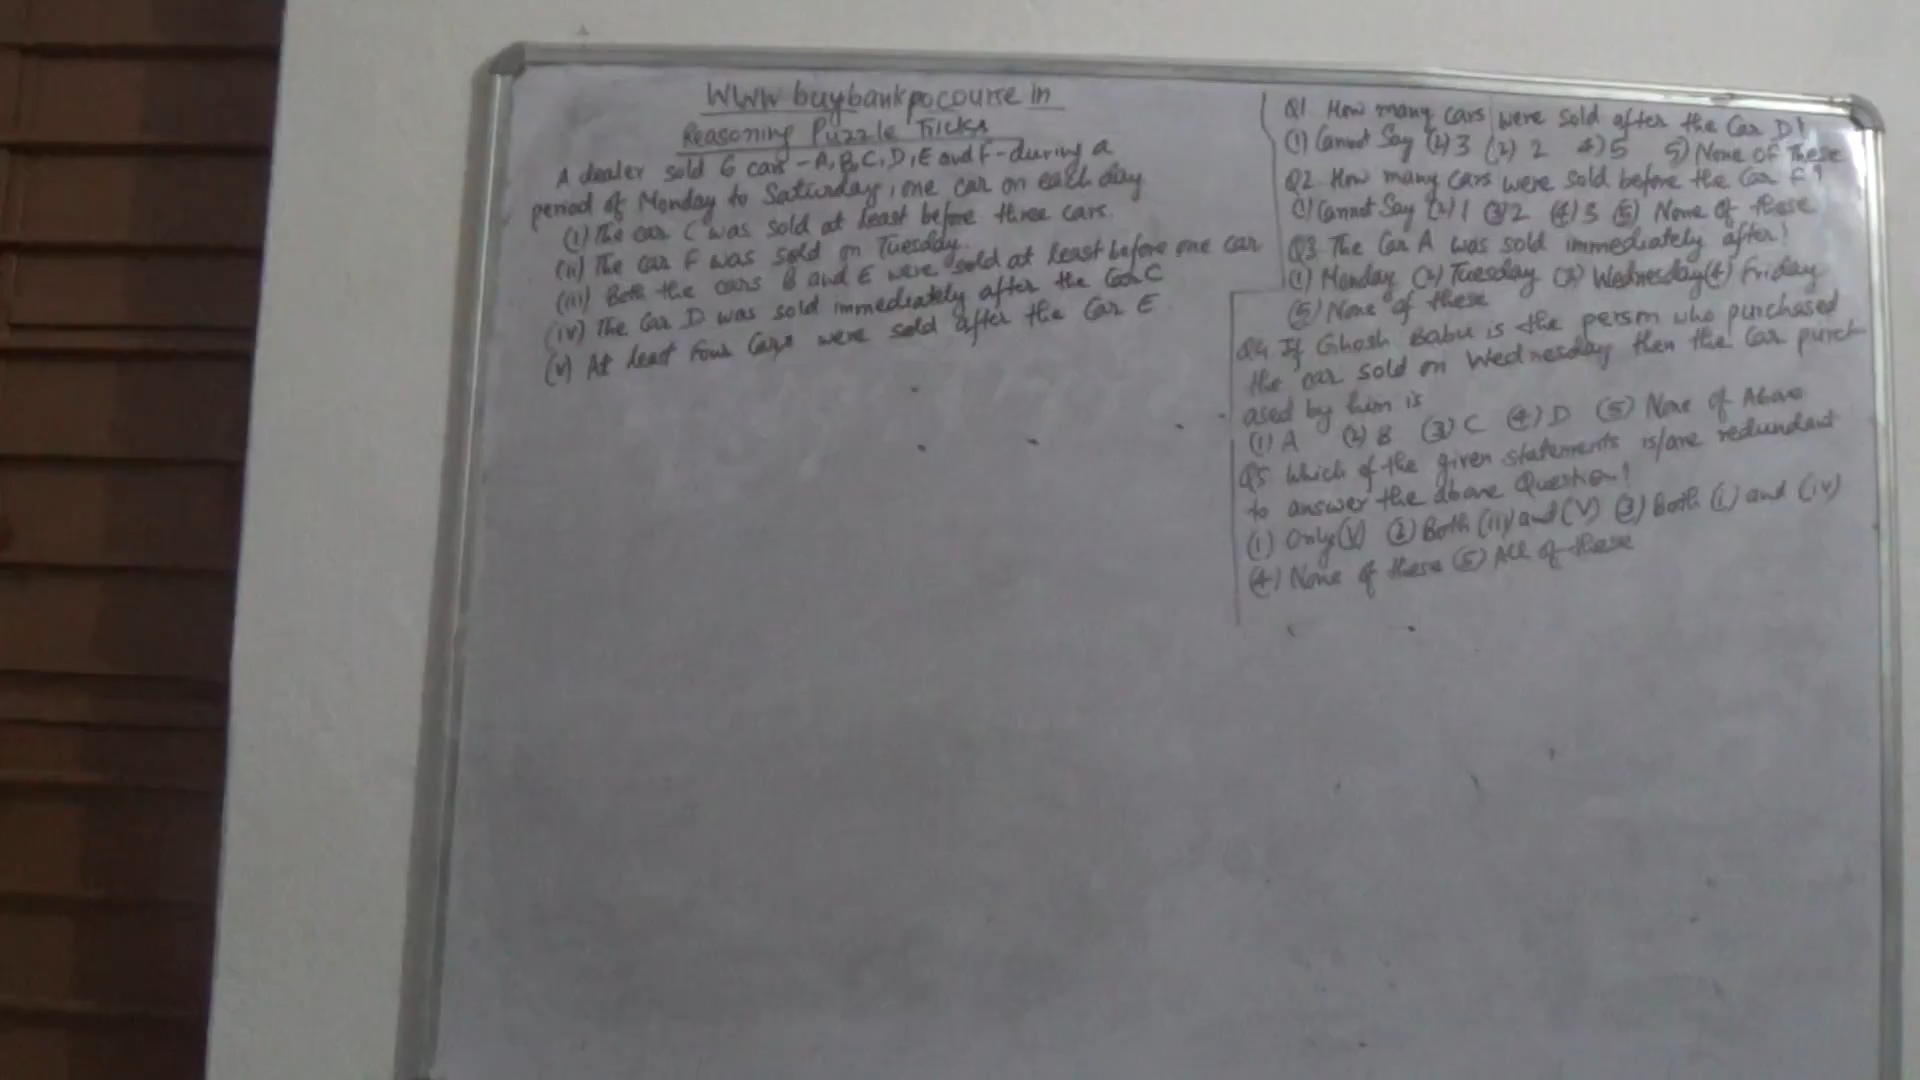 WWW buybankpocourse in
Reasoning Puzzle Tricks
A dealer sold 6 cars - A, B, C, D, E and F - during a
period of Monday to Saturday, one car on each day
(i) The car C was sold at least before three cars.
(ii) The car F was sold on Tuesday.
(iii) Both the cars B and E were sold at least before one car
(iv) The Car D was sold immediately after the Car C
(v) At least Four Cars were sold after the Car E
Q1 How many cars were sold after the Car D?
(1) Cannot Say (2) 3 (2) 2 4) 5 5) None of These
Q2. How many cars were sold before the Car F?
(1) Cannot Say (2) 1 (3) 2 (4) 3 (5) None of these
Q3 The Car A was sold immediately after?
(1) Monday (2) Tuesday (3) Wednesday (4) Friday
(5) None of these
Q4 If Ghosh Babu is the person who purchased
the car sold on Wednesday then the Car purch
ased by him is
(1) A (2) B (3) C (4) D (5) None of Above
Q5 Which of the given statements is/are redundant
to answer the above Question?
(1) Only (V) (2) Both (iii) and (V) (3) Both (i) and (iv)
(4) None of these (5) All of these